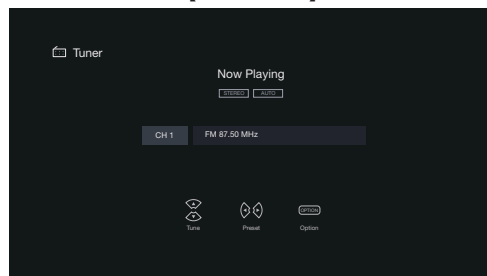 Tuner
Now Playing
STEREO AUTO
CH 1 FM 87.50 MHz
OPTION
Tune Preset Option